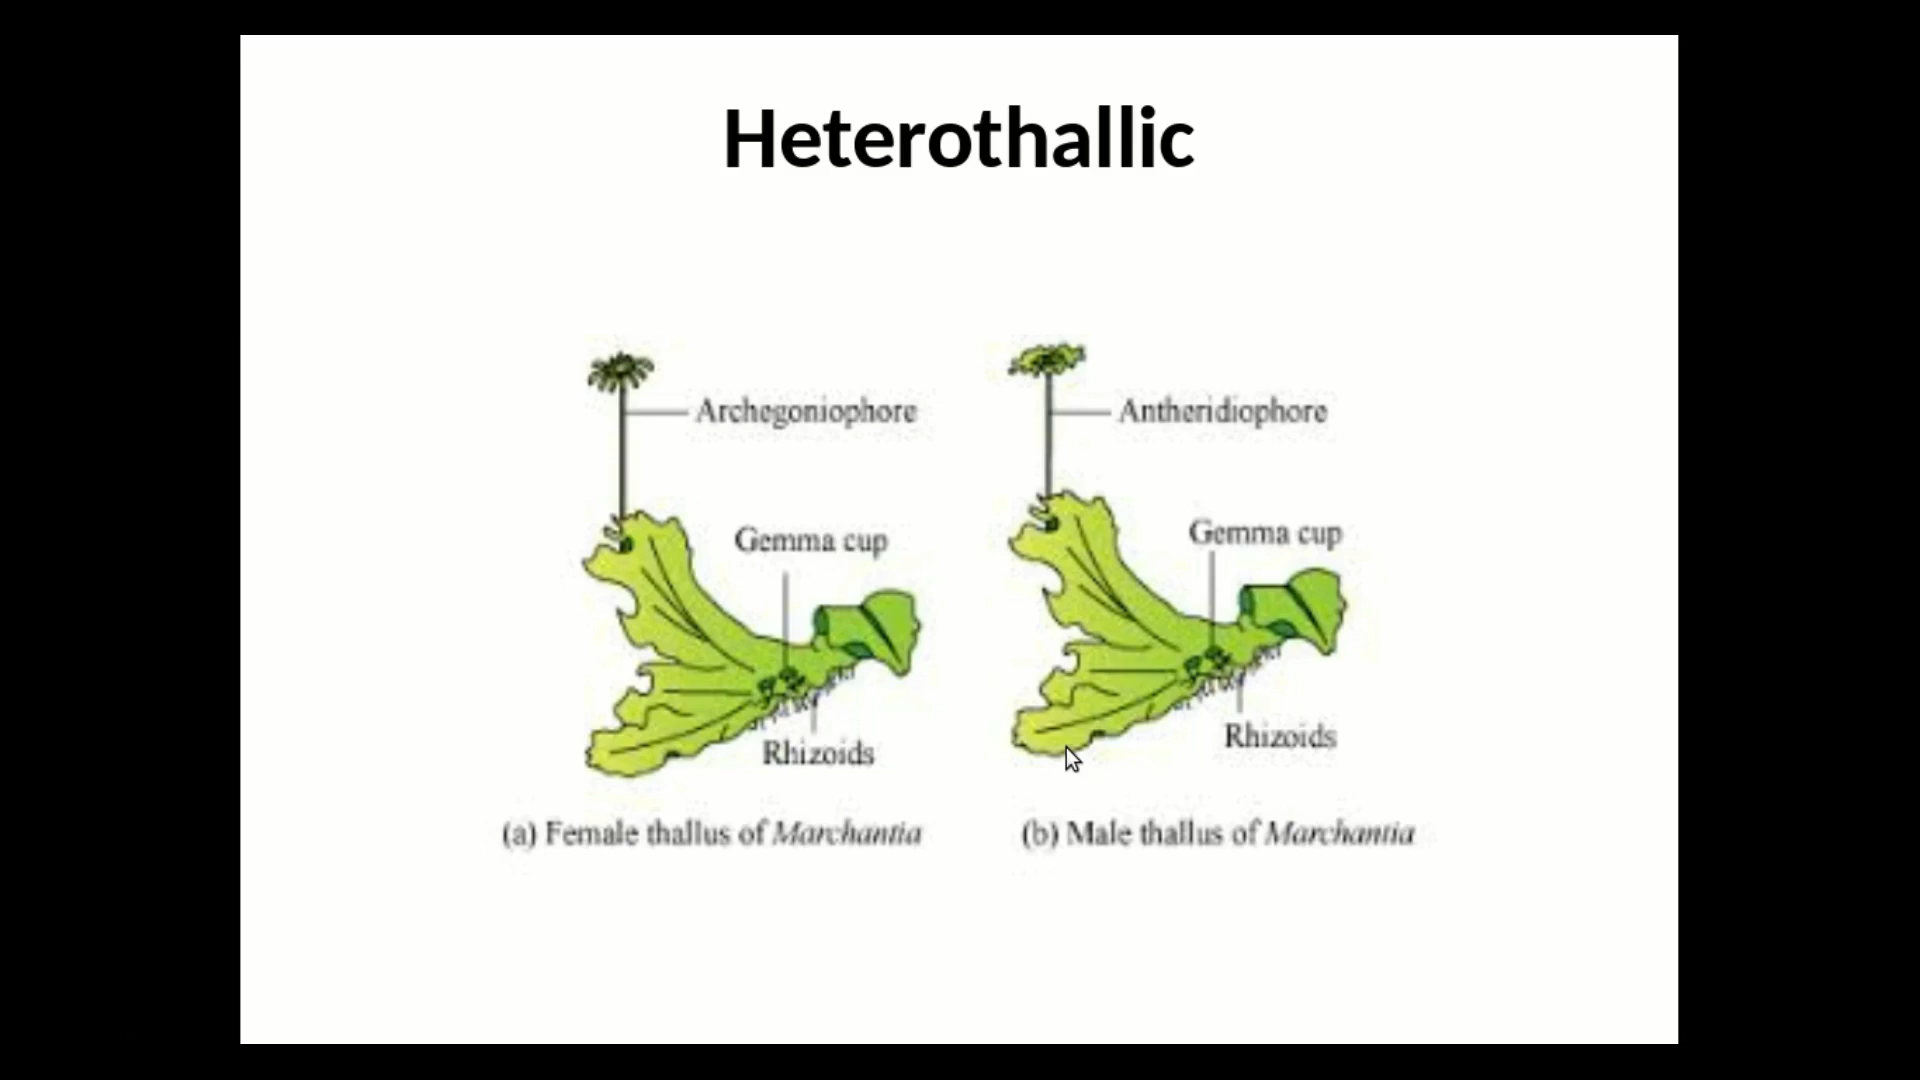 Heterothallic
Archegoniophore
Gemma cup
Rhizoids
(a) Female thallus of Marchantia
Antheridiophore
Gemma cup
Rhizoids
(b) Male thallus of Marchantia